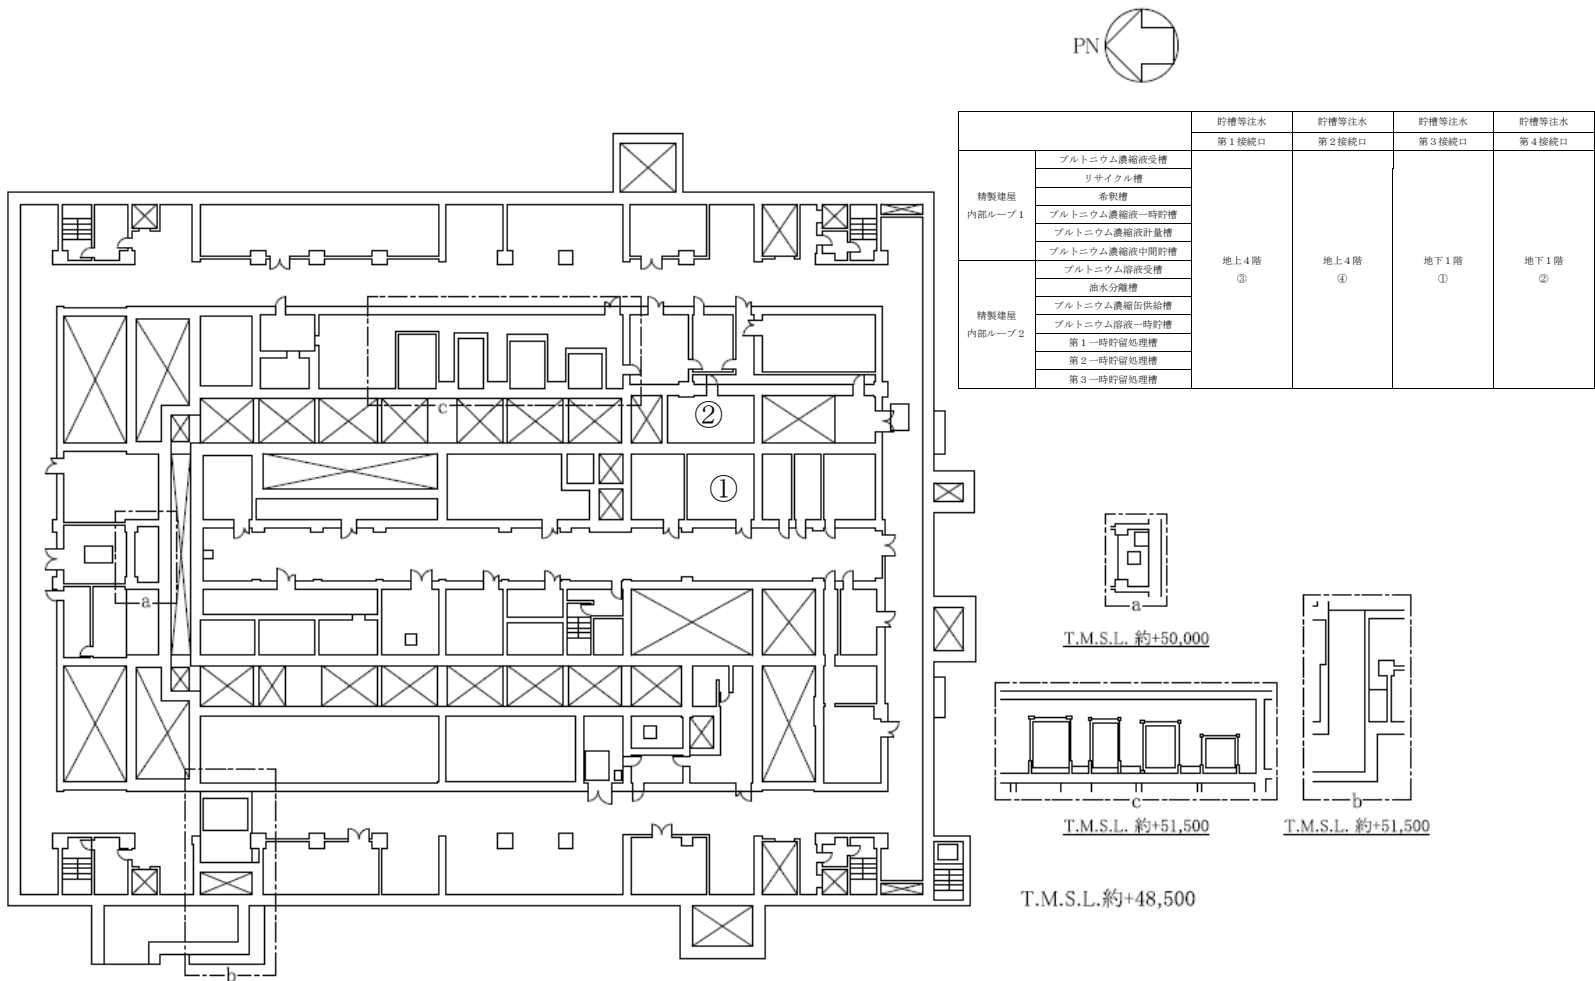 PN
貯槽等注水 貯槽等注水 貯槽等注水 貯槽等注水
第1接続口 第2接続口 第3接続口 第4接続口
精製建屋
内部ループ1
プルトニウム濃縮液受槽
リサイクル槽
希釈槽
プルトニウム濃縮液一時貯槽
プルトニウム濃縮液計量槽
プルトニウム濃縮液中間貯槽
精製建屋
内部ループ2
プルトニウム溶液受槽
油水分離槽
プルトニウム濃縮缶供給槽
プルトニウム溶液一時貯槽
第1一時貯留処理槽
第2一時貯留処理槽
第3一時貯留処理槽
地上4階 地上4階 地下1階 地下1階
③ ④ ① ②
c
②
①
a
b
a
T.M.S.L. 約+50,000
c
T.M.S.L. 約+51,500
b
T.M.S.L. 約+51,500
T.M.S.L.約+48,500